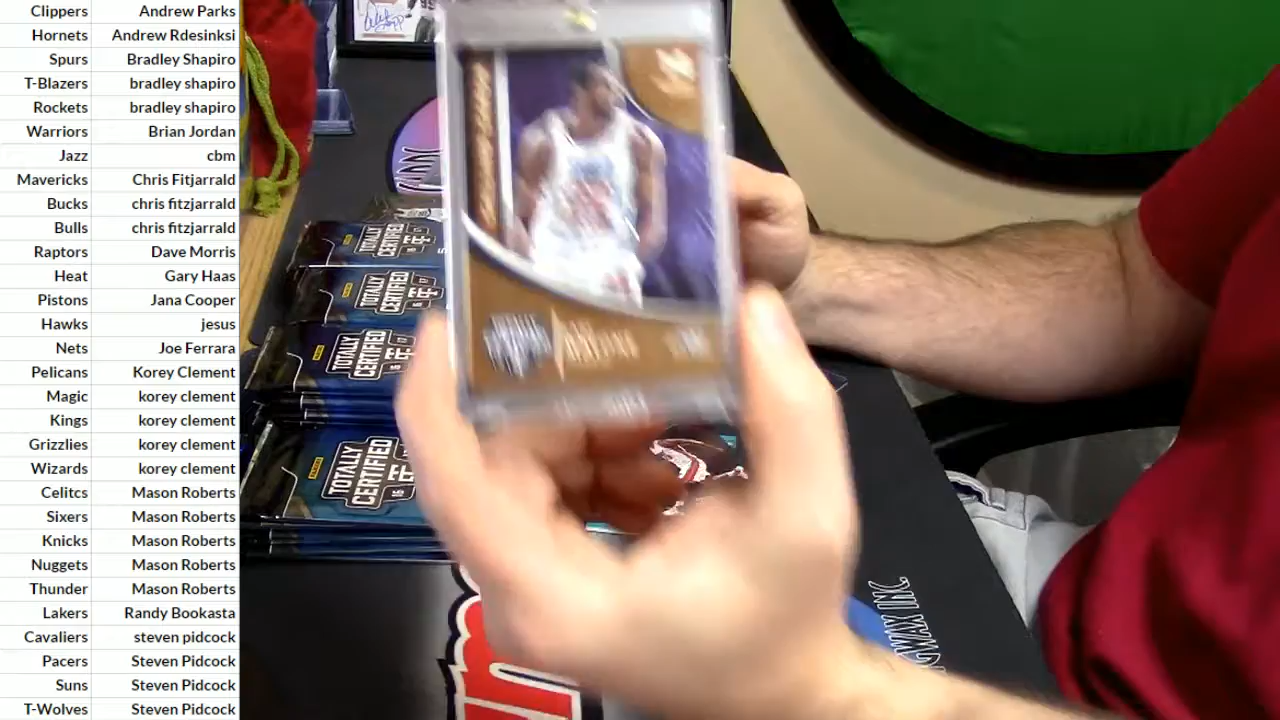 Clippers Andrew Parks
Hornets Andrew Rdesinksi
Spurs Bradley Shapiro
T-Blazers bradley shapiro
Rockets bradley shapiro
Warriors Brian Jordan
Jazz cbm
Mavericks Chris Fitjarrald
Bucks chris fitzjarrald
Bulls chris fitzjarrald
Raptors Dave Morris
Heat Gary Haas
Pistons Jana Cooper
Hawks jesus
Nets Joe Ferrara
Pelicans Korey Clement
Magic korey clement
Kings korey clement
Grizzlies korey clement
Wizards korey clement
Celitcs Mason Roberts
Sixers Mason Roberts
Knicks Mason Roberts
Nuggets Mason Roberts
Thunder Mason Roberts
Lakers Randy Bookasta
Cavaliers steven pidcock
Pacers Steven Pidcock
Suns Steven Pidcock
T-Wolves Steven Pidcock
TOTALLY CERTIFIED
TOTALLY CERTIFIED
TOTALLY CERTIFIED
TOTALLY CERTIFIED
WAX INC.